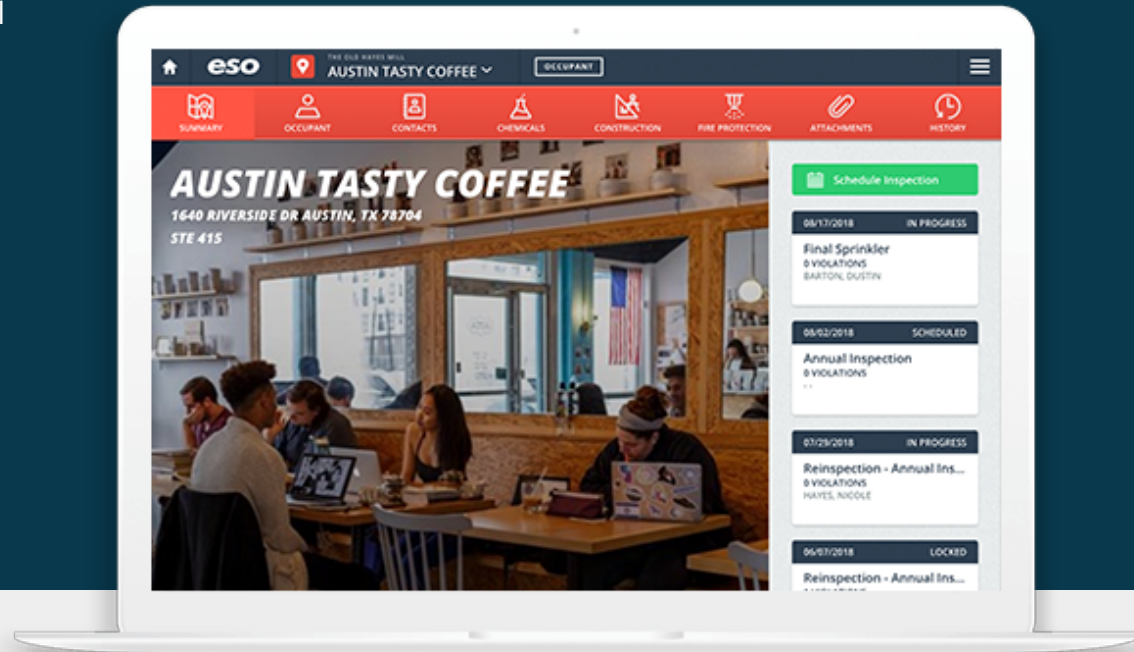 eso
THE OLD HAYES MILL
AUSTIN TASTY COFFEE
OCCUPANT
SUMMARY
OCCUPANT
CONTACTS
CHEMICALS
CONSTRUCTION
FIRE PROTECTION
ATTACHMENTS
HISTORY
AUSTIN TASTY COFFEE
1640 RIVERSIDE DR AUSTIN, TX 78704
STE 415
Schedule Inspection
08/17/2018 IN PROGRESS
Final Sprinkler
0 VIOLATIONS
BARTON, DUSTIN
08/02/2018 SCHEDULED
Annual Inspection
0 VIOLATIONS
- -
07/29/2018 IN PROGRESS
Reinspection - Annual Ins...
0 VIOLATIONS
HAYES, NICOLE
06/07/2018 LOCKED
Reinspection - Annual Ins...